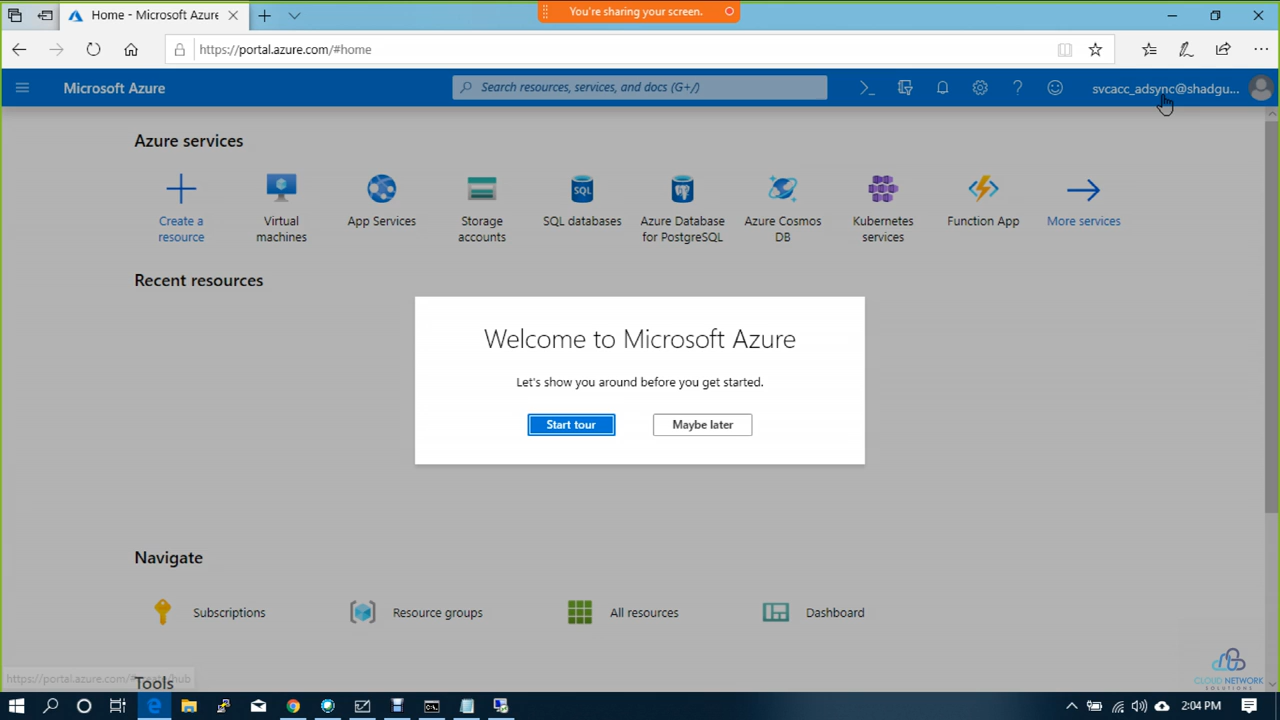 You're sharing your screen.
Home - Microsoft Azure
https://portal.azure.com/#home
Microsoft Azure
Search resources, services, and docs (G+/)
svcacc_adsync@shadgu...
Azure services
Create a
resource
Virtual
machines
App Services
Storage
accounts
SQL
SQL databases
Azure Database
for PostgreSQL
Azure Cosmos
DB
Kubernetes
services
Function App
More services
Recent resources
Welcome to Microsoft Azure
Let's show you around before you get started.
Start tour
Maybe later
Navigate
Subscriptions
Resource groups
All resources
Dashboard
Tools
CLOUD NETWORK
SOLUTIONS
2:04 PM